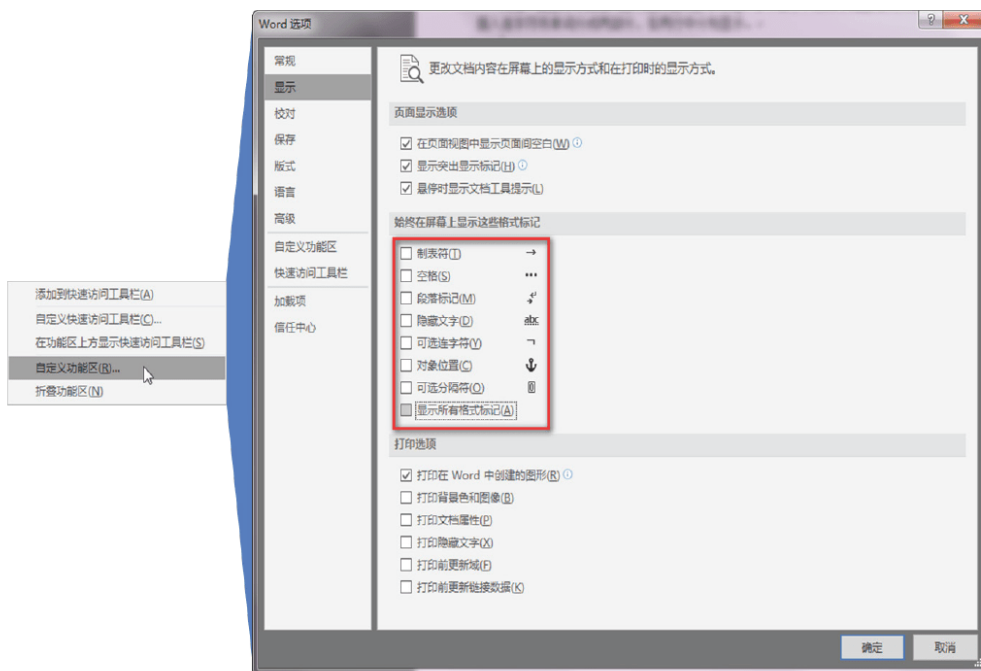 Word 选项
常规
显示
校对
保存
版式
语言
高级
自定义功能区
快速访问工具栏
加载项
信任中心
更改文档内容在屏幕上的显示方式和在打印时的显示方式。
页面显示选项
在页面视图中显示页面间空白(W)
显示突出显示标记(H)
悬停时显示文档工具提示(L)
始终在屏幕上显示这些格式标记
制表符(T)
空格(S)
段落标记(M)
隐藏文字(D) abc
可选连字符(Y)
对象位置(C)
可选分隔符(O)
显示所有格式标记(A)
打印选项
打印在 Word 中创建的图形(R)
打印背景色和图像(B)
打印文档属性(P)
打印隐藏文字(X)
打印前更新域(F)
打印前更新链接数据(K)
确定
取消
添加到快速访问工具栏(A)
自定义快速访问工具栏(C)...
在功能区上方显示快速访问工具栏(S)
自定义功能区(R)...
折叠功能区(N)